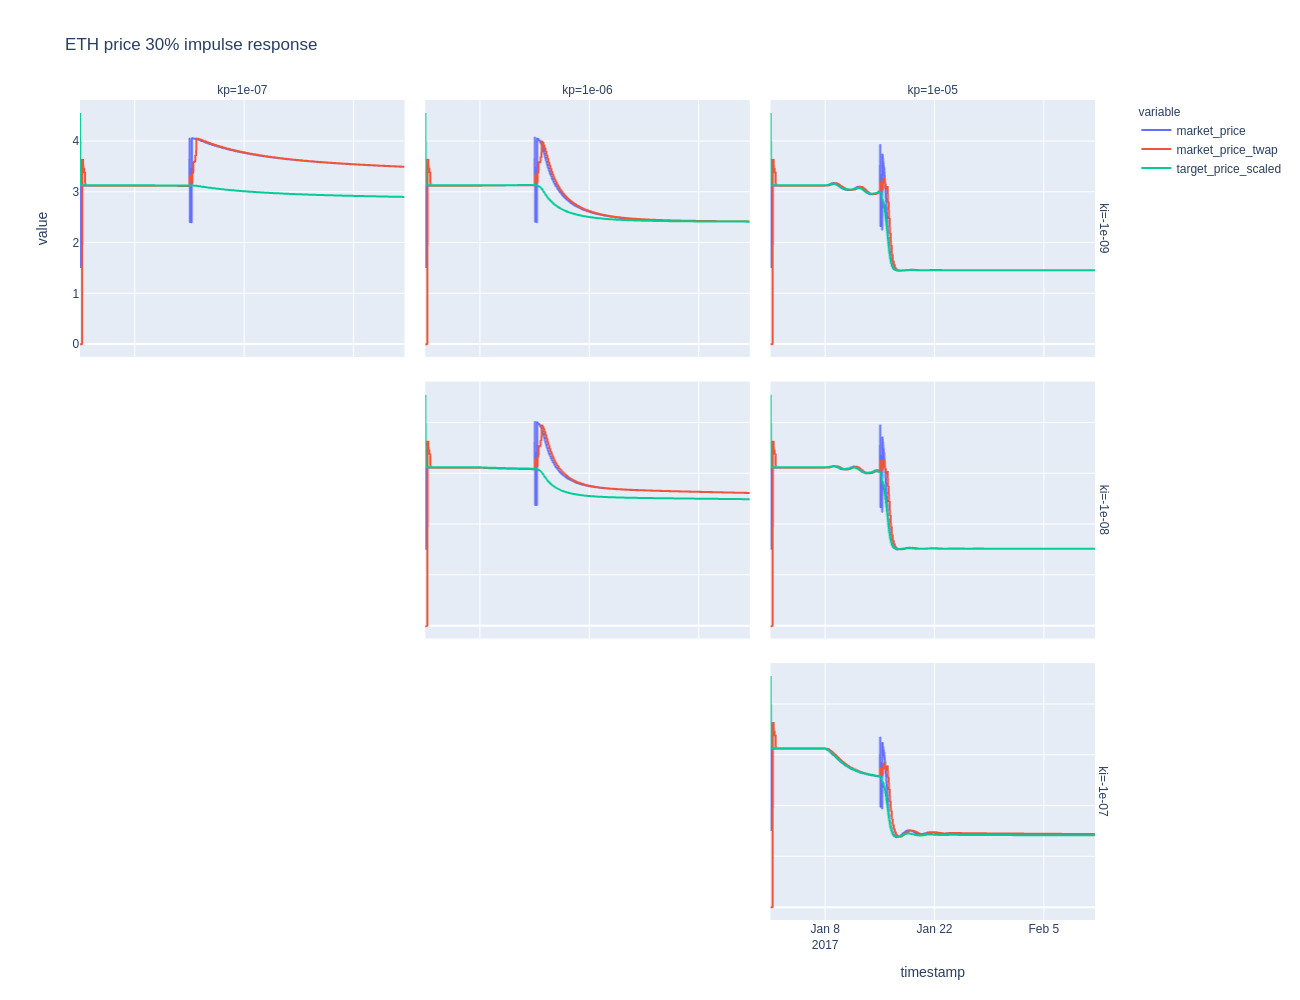 ETH price 30% impulse response
kp=1e-07
kp=1e-06
kp=1e-05
variable
market_price
market_price_twap
target_price_scaled
4
3
2
1
0
value
ki=-1e-09
ki=-1e-08
ki=-1e-07
Jan 8
2017
Jan 22
Feb 5
timestamp